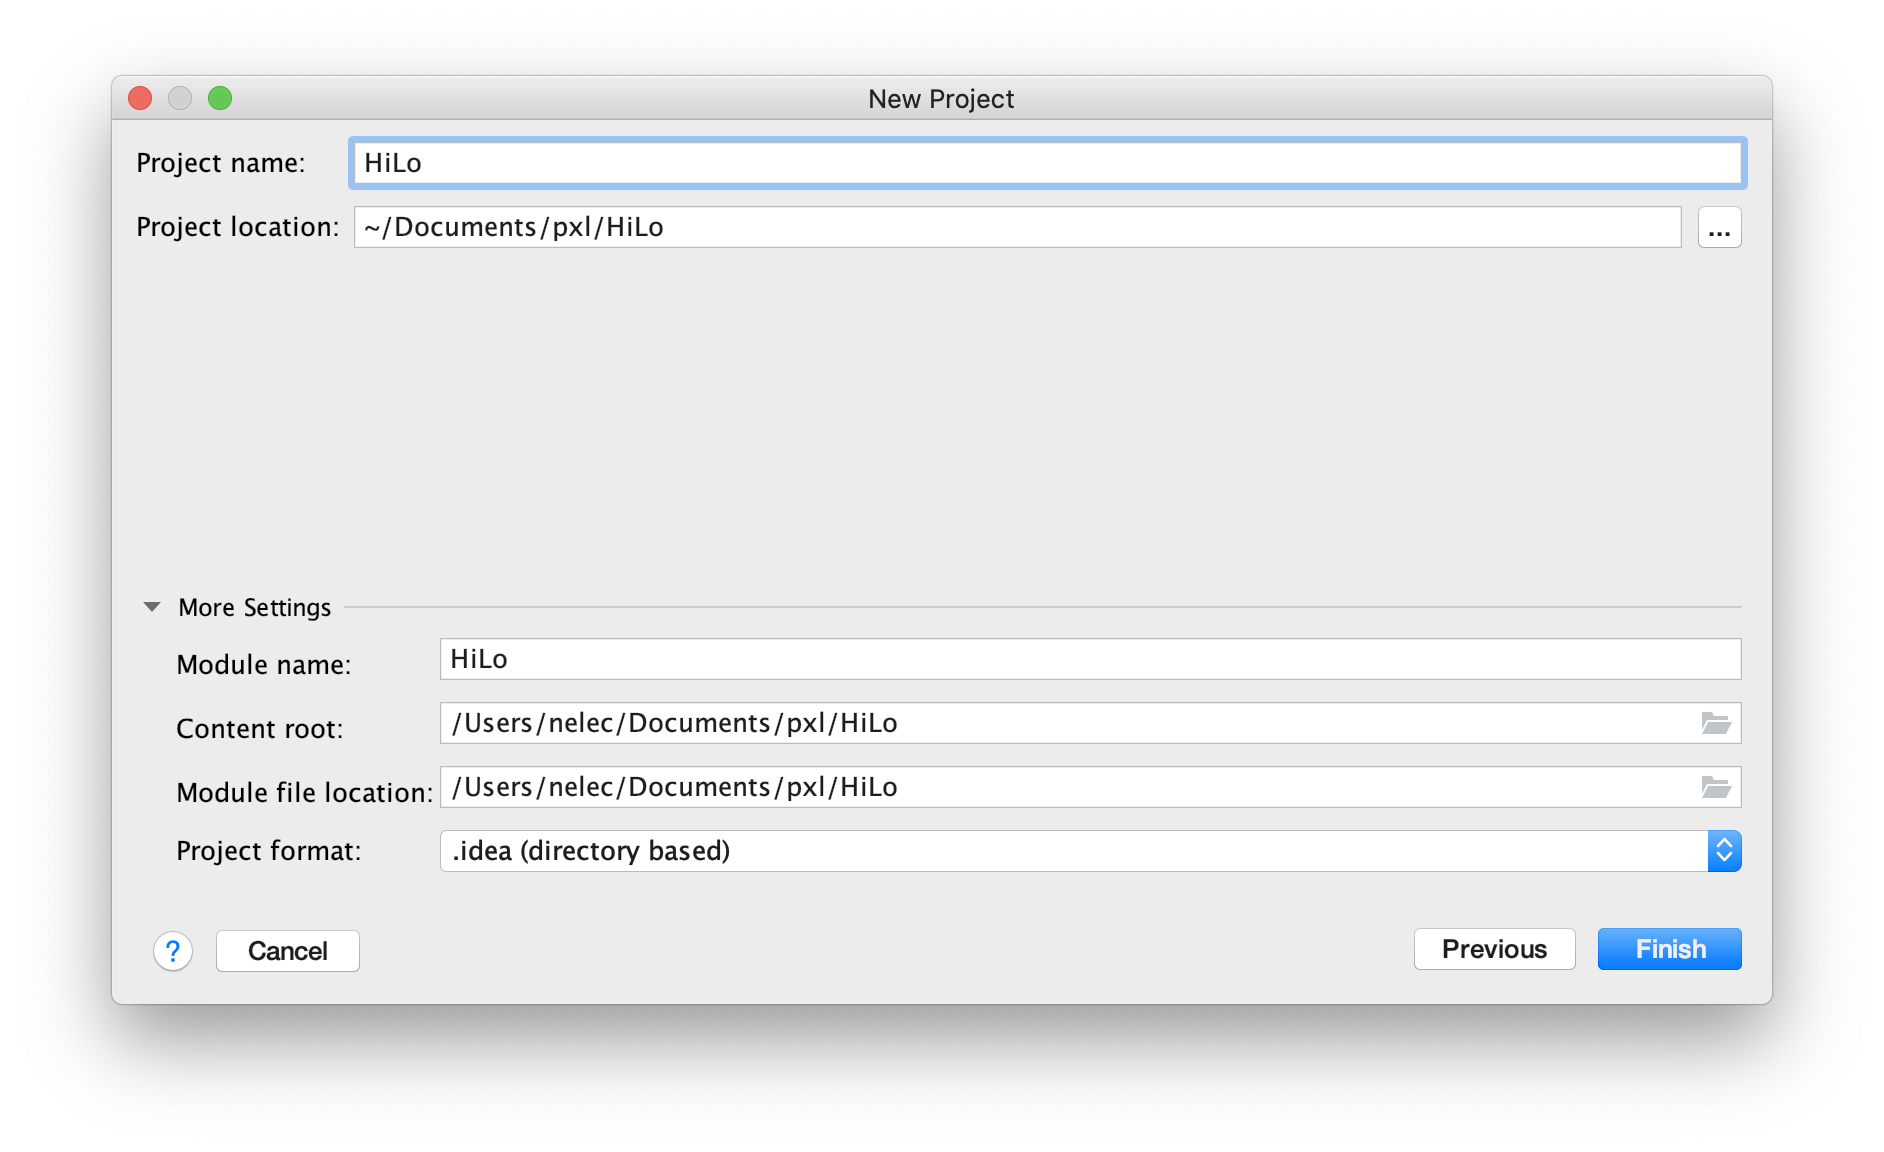 New Project
Project name: HiLo
Project location: ~/Documents/pxl/HiLo ...
More Settings
Module name: HiLo
Content root: /Users/nelec/Documents/pxl/HiLo
Module file location: /Users/nelec/Documents/pxl/HiLo
Project format: .idea (directory based)
? Cancel Previous Finish